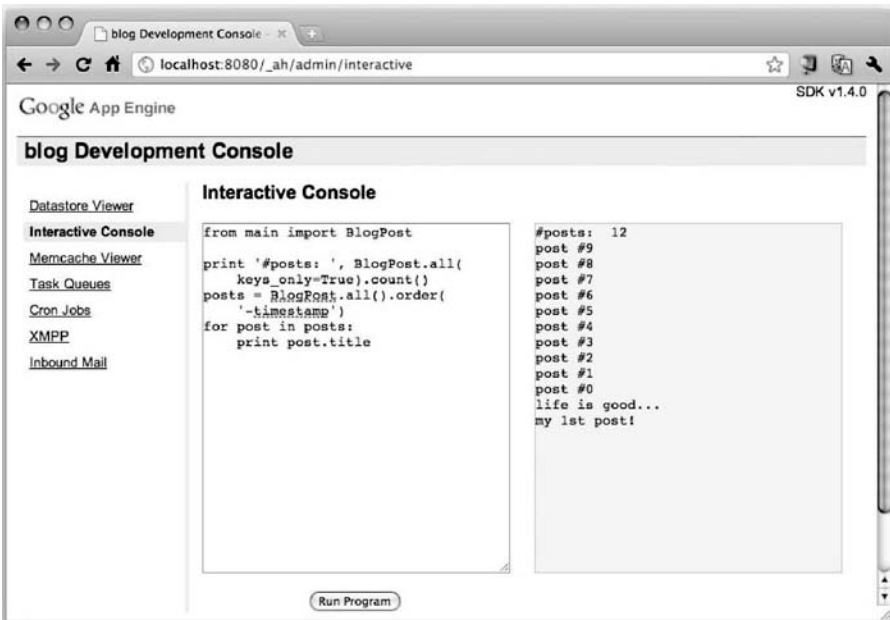 blog Development Console -
localhost:8080/_ah/admin/interactive
SDK v1.4.0
Google App Engine
blog Development Console
Datastore Viewer
Interactive Console
Memcache Viewer
Task Queues
Cron Jobs
XMPP
Inbound Mail
Interactive Console
from main import BlogPost
print '#posts: ', BlogPost.all(
    keys_only=True).count()
posts = BlogPost.all().order(
    '-timestamp')
for post in posts:
    print post.title
#posts:  12
post #9
post #8
post #7
post #6
post #5
post #4
post #3
post #2
post #1
post #0
life is good...
my 1st post!
Run Program